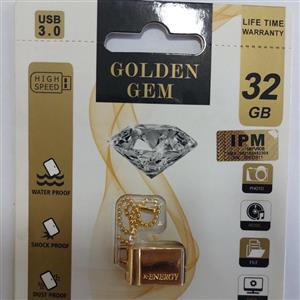 USB
3.0
HIGH
SPEED
GOLDEN
GEM
LIFE TIME
WARRANTY
32
GB
IPM
WATER PROOF
SHOCK PROOF
DUST PROOF
PHOTO
MUSIC
FILE
x-ENERGY